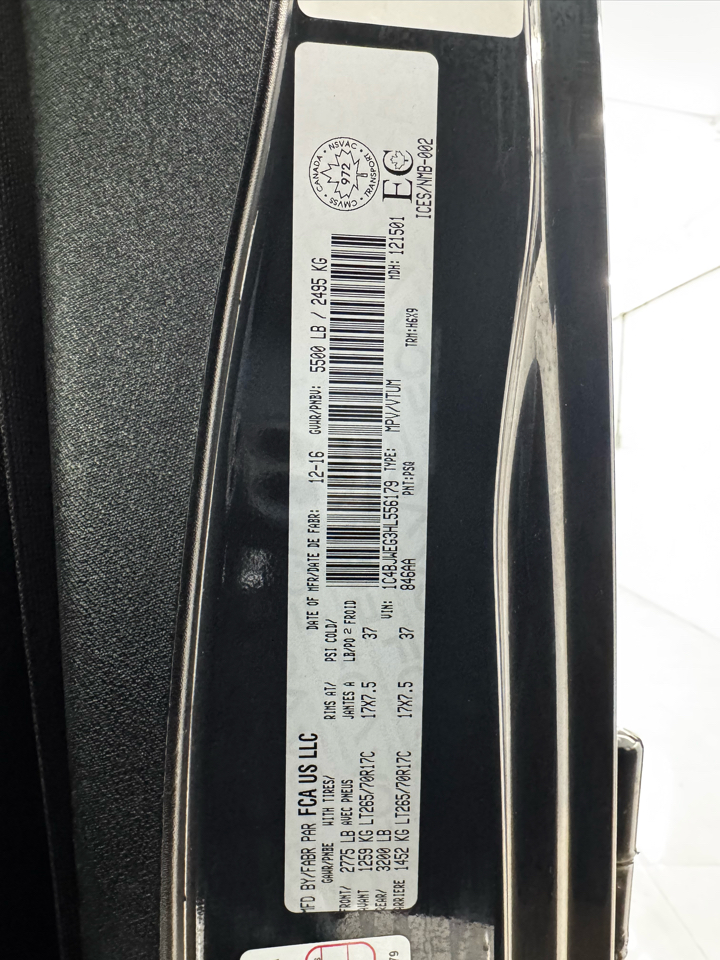 MFD BY/FABR PAR FCA US LLC
DATE OF MFR/DATE DE FABR: 12-16 GVWR/PNBV: 5500 LB / 2495 KG
GAWR/PNBE WITH TIRES/ RIMS AT/ PSI COLD/
FRONT/ 2775 LB AVEC PNEUS JANTES A LB/PO 2 FROID
AVANT 1259 KG LT265/70R17C 17X7.5 37
REAR/ 3200 LB
ARRIERE 1452 KG LT265/70R17C 17X7.5 37
VIN: 1C4BJWEG3HL556179 TYPE: MPV/VTUM MDH: 121501
846AA PNT:PSQ TRM:H6X9
CANADA • NSVAC • TRANSPORT • CMVSS •
972
EC
ICES/NMB-002
79